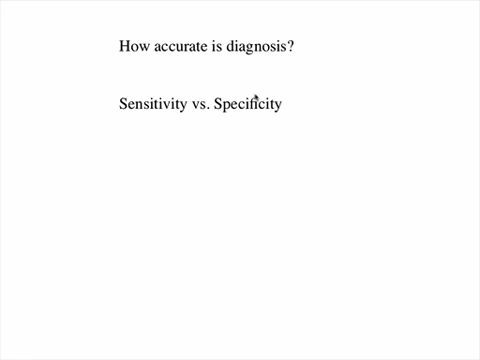 How accurate is diagnosis?
Sensitivity vs. Specificity